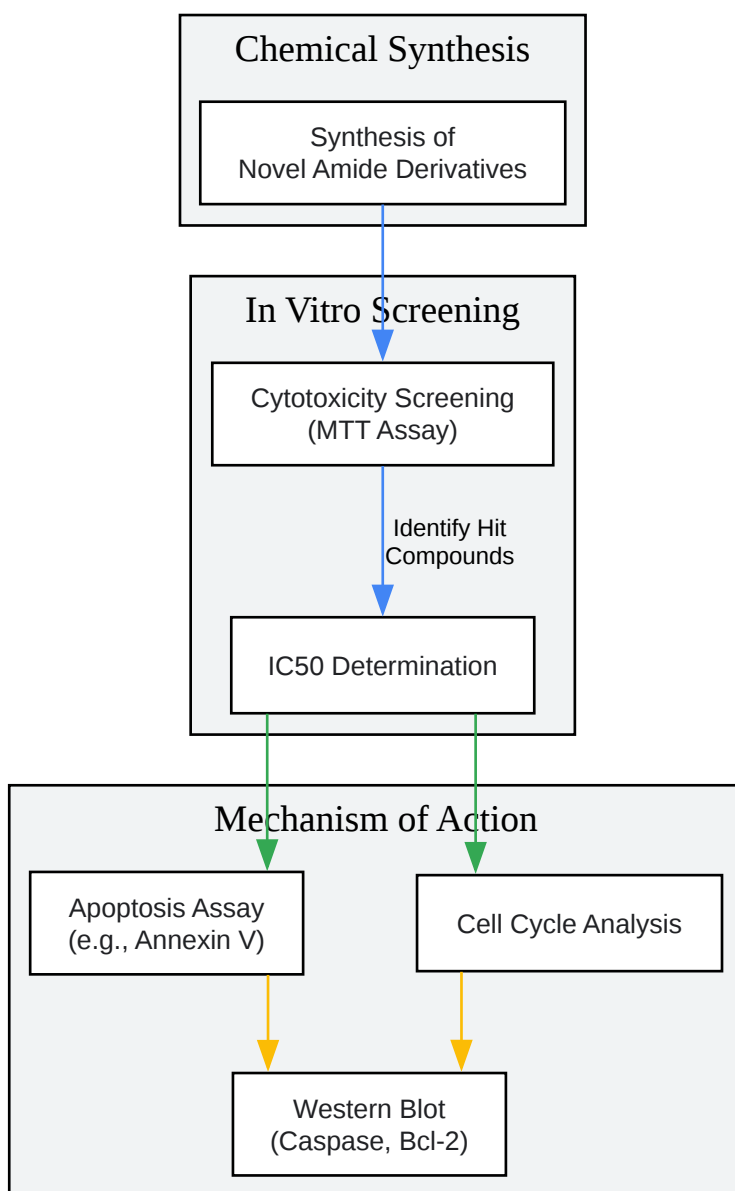 Chemical Synthesis
Synthesis of
Novel Amide Derivatives
In Vitro Screening
Cytotoxicity Screening
(MTT Assay)
Identify Hit
Compounds
IC50 Determination
Mechanism of Action
Apoptosis Assay
(e.g., Annexin V)
Cell Cycle Analysis
Western Blot
(Caspase, Bcl-2)